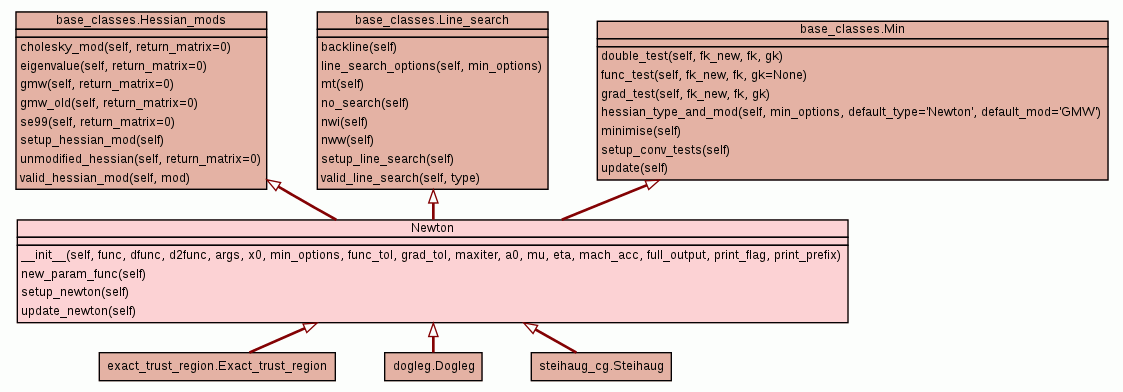 base_classes.Hessian_mods
cholesky_mod(self, return_matrix=0)
eigenvalue(self, return_matrix=0)
gmw(self, return_matrix=0)
gmw_old(self, return_matrix=0)
se99(self, return_matrix=0)
setup_hessian_mod(self)
unmodified_hessian(self, return_matrix=0)
valid_hessian_mod(self, mod)
base_classes.Line_search
backline(self)
line_search_options(self, min_options)
mt(self)
no_search(self)
nwi(self)
nww(self)
setup_line_search(self)
valid_line_search(self, type)
base_classes.Min
double_test(self, fk_new, fk, gk)
func_test(self, fk_new, fk, gk=None)
grad_test(self, fk_new, fk, gk)
hessian_type_and_mod(self, min_options, default_type='Newton', default_mod='GMW')
minimise(self)
setup_conv_tests(self)
update(self)
Newton
__init__(self, func, dfunc, d2func, args, x0, min_options, func_tol, grad_tol, maxiter, a0, mu, eta, mach_acc, full_output, print_flag, print_prefix)
new_param_func(self)
setup_newton(self)
update_newton(self)
exact_trust_region.Exact_trust_region
dogleg.Dogleg
steihaug_cg.Steihaug